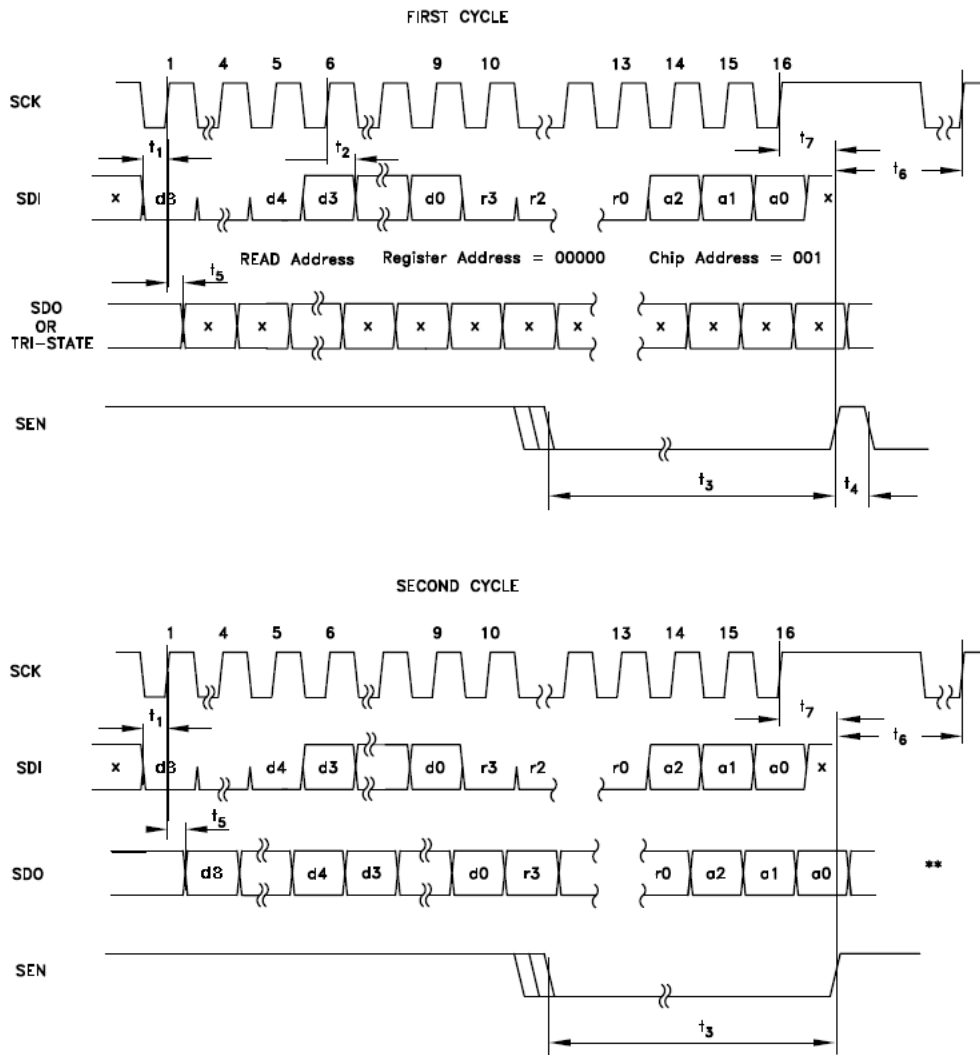 FIRST CYCLE
1 4 5 6 9 10 13 14 15 16
SCK
t7
t1 t2 t6
SDI x d8 d4 d3 d0 r3 r2 r0 a2 a1 a0 x
READ Address Register Address = 00000 Chip Address = 001
t5
SDO
OR
TRI-STATE
x x x x x x x x x x x
SEN
t3 t4
SECOND CYCLE
1 4 5 6 9 10 13 14 15 16
SCK
t7
t1 t6
SDI x d8 d4 d3 d0 r3 r2 r0 a2 a1 a0 x
t5
SDO d8 d4 d3 d0 r3 r0 a2 a1 a0 **
SEN
t3